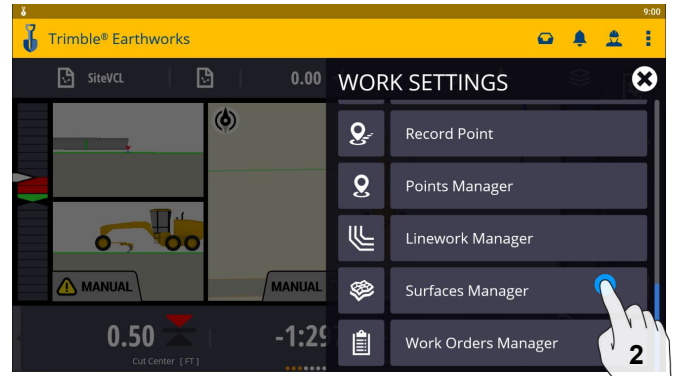 9:00
Trimble® Earthworks
SiteVCL
0.00
WORK SETTINGS
Record Point
Points Manager
Linework Manager
Surfaces Manager
Work Orders Manager
MANUAL
MANUAL
0.50
Cut Center [FT]
2